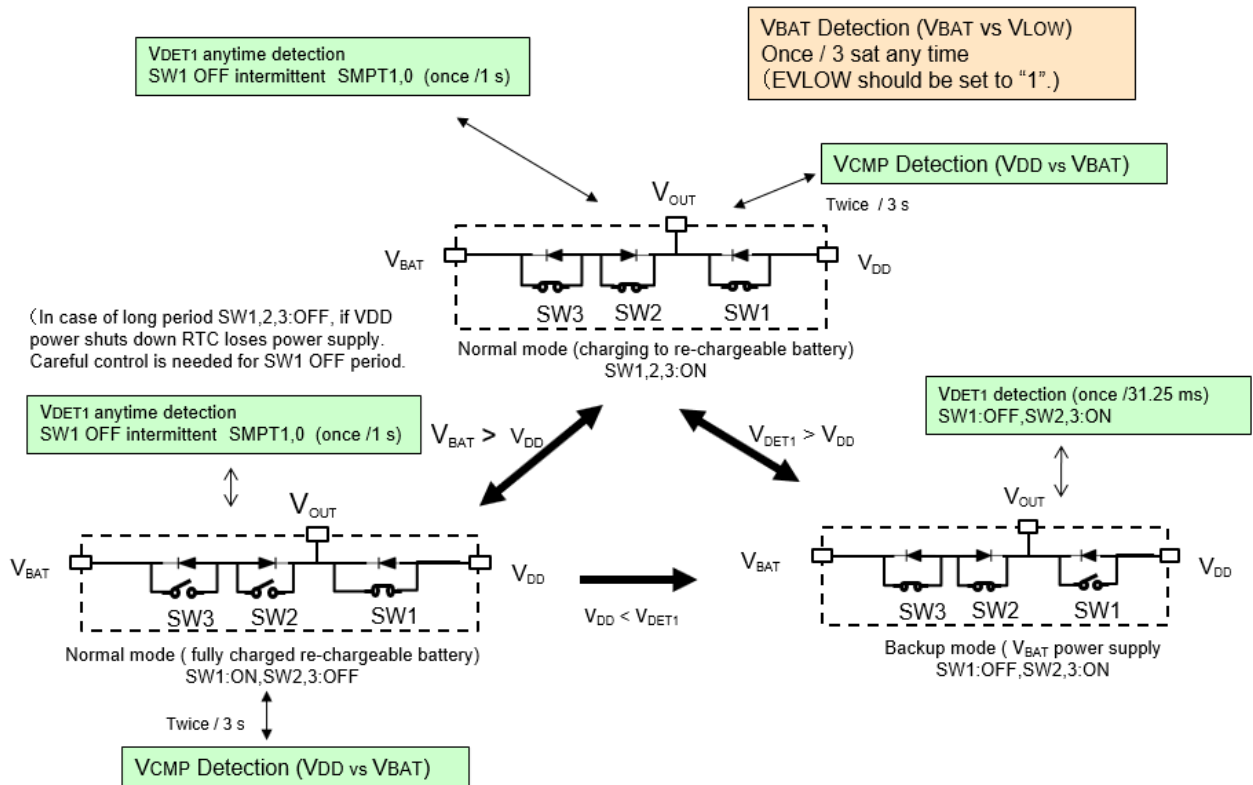 VDET1 anytime detection
SW1 OFF intermittent SMPT1,0 (once /1 s)
VBAT Detection (VBAT vs VLOW)
Once / 3 sat any time
（EVLOW should be set to “1”.)
VCMP Detection (VDD vs VBAT)
Twice / 3 s
VOUT
VBAT
VDD
SW3 SW2 SW1
Normal mode (charging to re-chargeable battery)
SW1,2,3:ON
（In case of long period SW1,2,3:OFF, if VDD
power shuts down RTC loses power supply.
Careful control is needed for SW1 OFF period.
VDET1 anytime detection
SW1 OFF intermittent SMPT1,0 (once /1 s)
VBAT > VDD
VDET1 > VDD
VDET1 detection (once /31.25 ms)
SW1:OFF,SW2,3:ON
VOUT
VBAT
VDD
SW3 SW2 SW1
Normal mode ( fully charged re-chargeable battery)
SW1:ON,SW2,3:OFF
VDD < VDET1
VOUT
VBAT
VDD
SW3 SW2 SW1
Backup mode ( VBAT power supply
SW1:OFF,SW2,3:ON
Twice / 3 s
VCMP Detection (VDD vs VBAT)